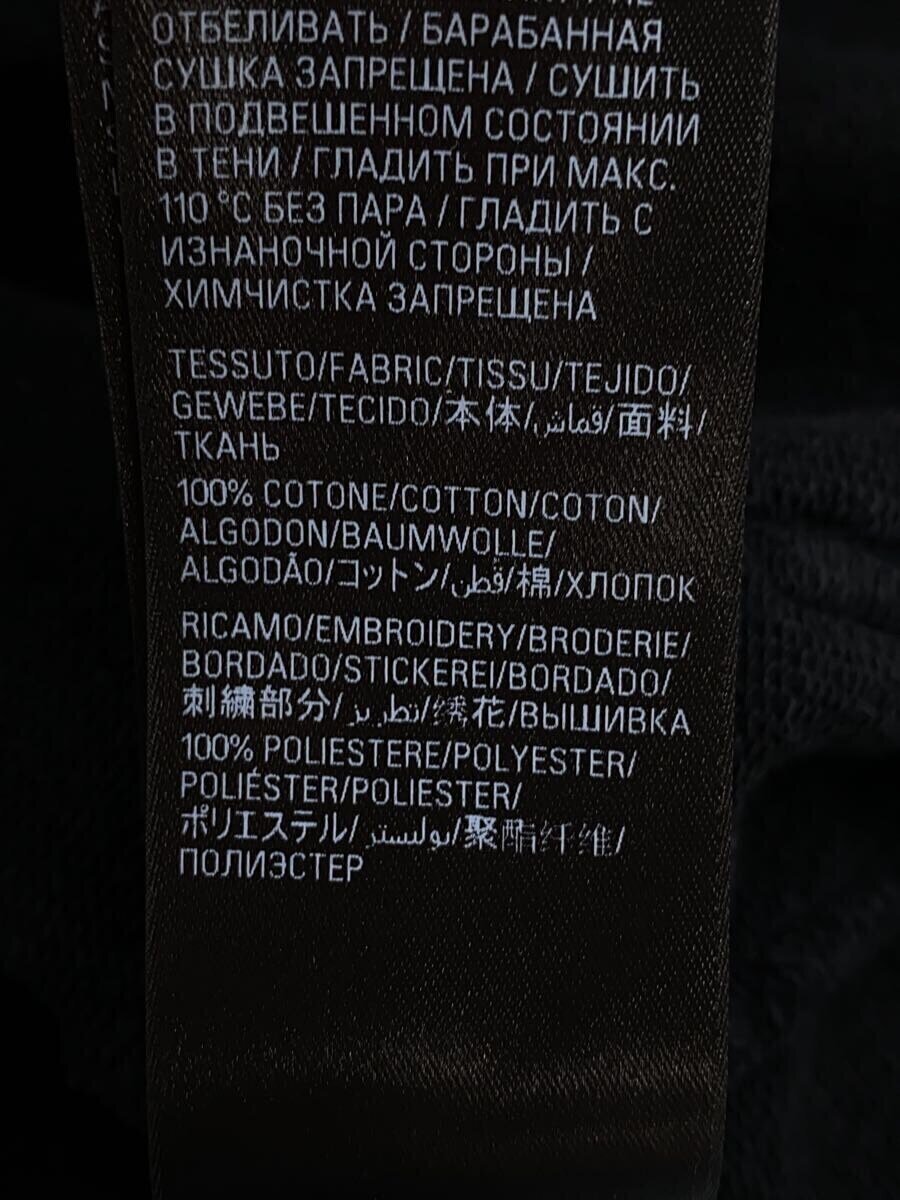 ОТБЕЛИВАТЬ / БАРАБАННАЯ
СУШКА ЗАПРЕЩЕНА / СУШИТЬ
В ПОДВЕШЕННОМ СОСТОЯНИИ
В ТЕНИ / ГЛАДИТЬ ПРИ МАКС.
110 °C БЕЗ ПАРА / ГЛАДИТЬ С
ИЗНАНОЧНОЙ СТОРОНЫ /
ХИМЧИСТКА ЗАПРЕЩЕНА
TESSUTO/FABRIC/TISSU/TEJIDO/
GEWEBE/TECIDO/本体/قماش/面料/
ТКАНЬ
100% COTONE/COTTON/COTON/
ALGODON/BAUMWOLLE/
ALGODÃO/コットン/قطن/棉/ХЛОПОК
RICAMO/EMBROIDERY/BRODERIE/
BORDADO/STICKEREI/BORDADO/
刺繍部分/تطريز/绣花/ВЫШИВКА
100% POLIESTERE/POLYESTER/
POLIÉSTER/POLIESTER/
ポリエステル/بوليستر/聚酯纤维/
ПОЛИЭСТЕР